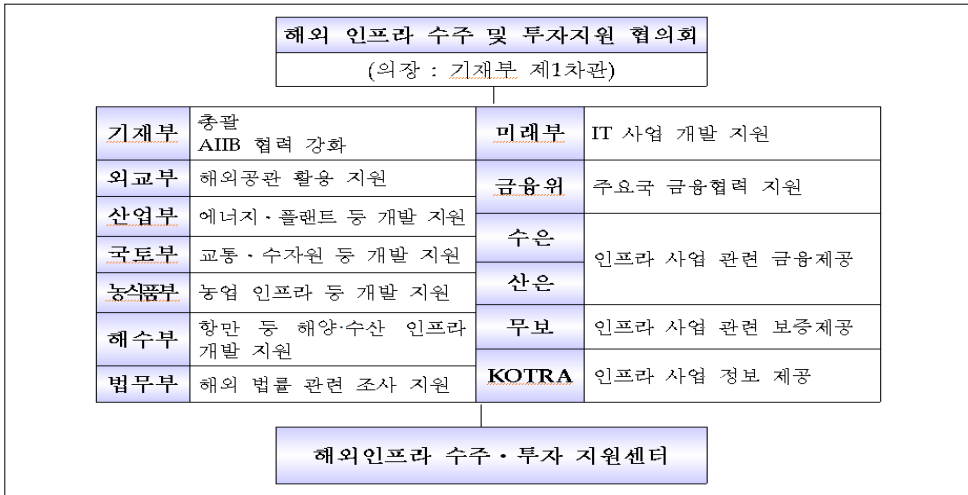 해외 인프라 수주 및 투자지원 협의회
(의장 : 기재부 제1차관)
기재부
총괄
AIIB 협력 강화
외교부
해외공관 활용 지원
산업부
에너지·플랜트 등 개발 지원
국토부
교통·수자원 등 개발 지원
농식품부
농업 인프라 등 개발 지원
해수부
항만 등 해양·수산 인프라
개발 지원
법무부
해외 법률 관련 조사 지원
미래부
IT 사업 개발 지원
금융위
주요국 금융협력 지원
수은
산은
인프라 사업 관련 금융제공
무보
인프라 사업 관련 보증제공
KOTRA
인프라 사업 정보 제공
해외인프라 수주·투자 지원센터